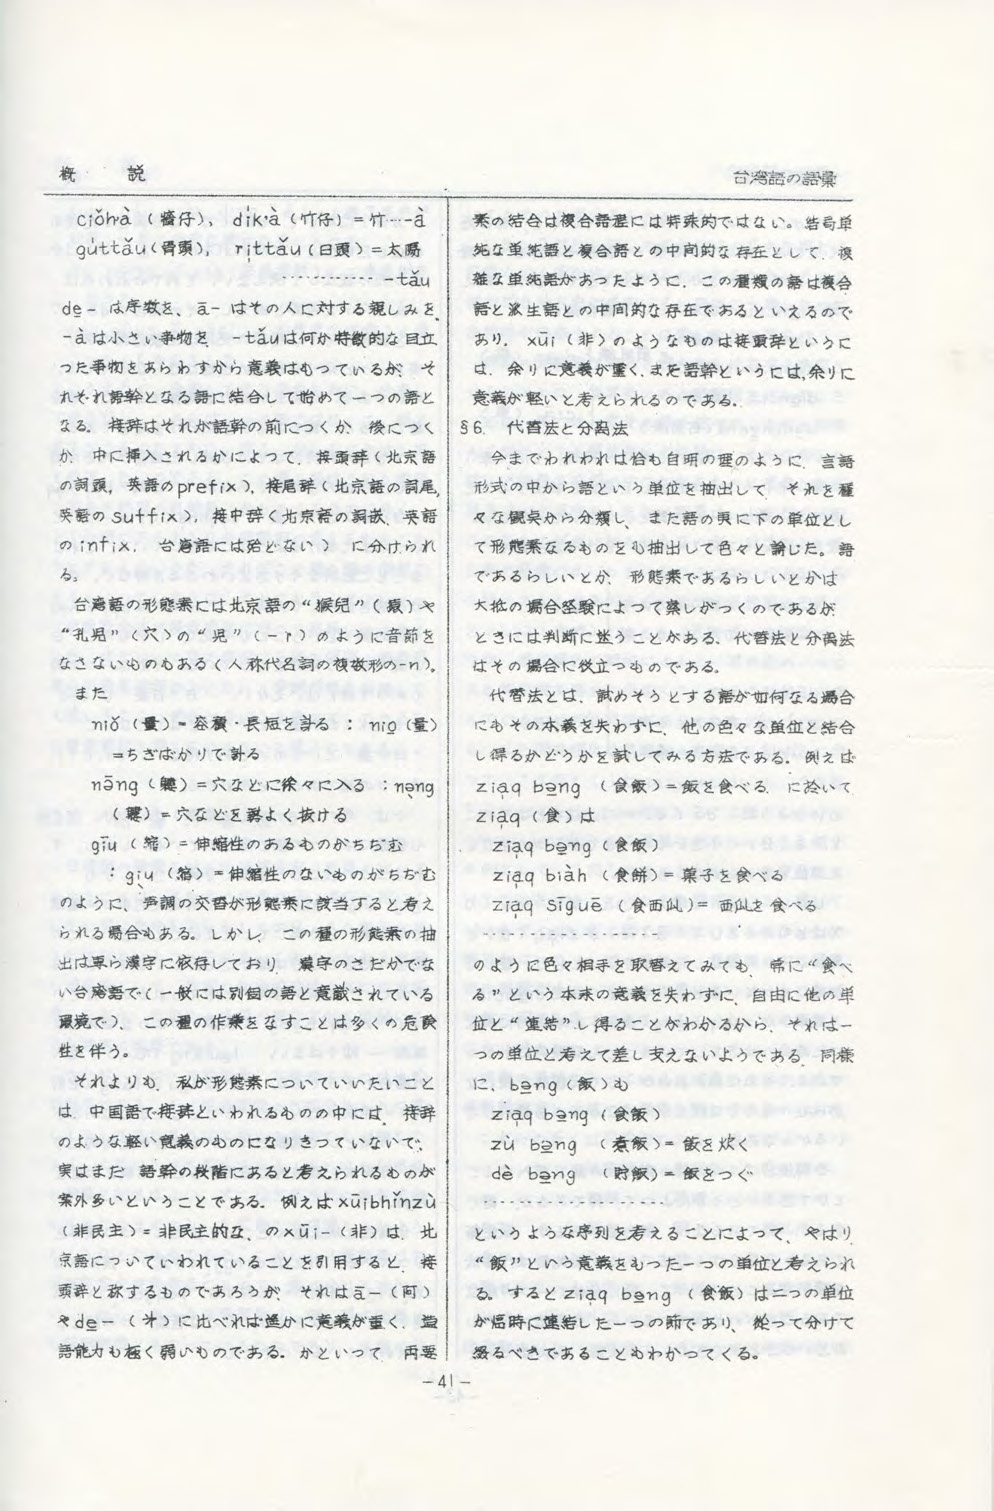 概　説
台湾語の語彙
ciŏh'à（醬仔），dı̍k'à（竹仔）＝竹…-à
gu̍ttău（骨頭），ri̍ttău（日頭）＝太陽
…………………………-tău
de̱- は序数を、ā- はその人に対する親しみを
-à は小さい事物を　-tău は何か特徴的な目立
った事物をあらわすから意義はもっているが、そ
れぞれ語幹となる語に結合して始めて一つの語と
なる。接辞はそれが語幹の前につくか　後につく
か　中に挿入されるかによって，接頭辞（北京語
の詞頭，英語のprefix），接尾辞（北京語の詞尾，
英語のsuffix），接中辞（北京語の詞嵌、英語
のinfix．台湾語には殆どない）に分けられ
る。
台湾語の形態素には北京語の“猴兒”（猿）や
“孔児”（穴）の“児”（-r）のように音節を
なさないものもある（人称代名詞の複数形の-n）。
また
niŏ（量）＝容積・長短を計る：ni̱o（量）
＝ちさばかりで計る
nāng（　）＝穴などに徐々に入る：na̱ng
（　）＝穴などを　よく抜ける
gīu（縮）＝伸縮性のあるものがちぢむ
：gi̱u（縮）＝伸縮性のないものがちぢむ
のように，声調の交替が形態素に該当すると考え
られる場合もある。しかし，この種の形態素の抽
出は専ら漢字に依存しており　漢字のさだかでな
い台湾語で（一般には別個の語と意識されている
環境で），この種の作業をなすことは多くの危険
性を伴う。
それよりも，私が形態素についていいたいこと
は，中国語で接辞といわれるものの中には，接辞
のような軽い意義のものになりきっていないで，
実はまだ　語幹の段階にあると考えられるものが
案外多いということである。例えばxūibhǐnzù
（非民主）＝非民主的な，のxūi-（非）は，北
京語についていわれていることを引用すると，接
頭辞と称するものであろうが，それはā-（阿）
やde̱-（　）に比べれば遥かに意義が重く，造
語能力も極く弱いものである。かといって，両要
素の結合は複合語程には特殊的ではない。皆司単
純な単純語と複合語との中間的な存在として，複
雑な単純語があったように，この種類の語は複合
語と派生語との中間的な存在であるといえるので
あり，xūi（非）のようなものは接頭辞というに
は，余りに意義が重く，また語幹というには，余りに
意義が軽いと考えられるのである。
§6.　代替法と分離法
今までわれわれは恰も自明の理のように，言語
形式の中から語という単位を抽出して，それを種
々な観点から分類し，また語の更に下の単位とし
て形態素なるものをも抽出して色々と論じた。語
であるらしいとか，形態素であるらしいとかは
大抵の場合経験によって察しがつくのであるが，
ときには判断に迷うことがある。代替法と分離法
はその場合に役立つものである。
代替法とは，試めそうとする語が如何なる場合
にもその本義を失わずに，他の色々な単位と結合
し得るかどうかを試してみる方法である。例えば
zia̍q bəng（食飯）＝飯を食べる，に於いて
zia̍q（食）は
zia̍q bəng（食飯）
zia̍q biàh（食餅）＝菓子を食べる
zia̍q sīguē（食西瓜）＝西瓜を食べる
…………………………
のように色々相手を取替えてみても，常に“食べ
る”という本来の意義を失わずに，自由に他の単
位と“連結”し得ることがわかるから，それは一
つの単位と考えて差し支えないようである。同様
に，bəng（飯）も
zia̍q bəng（食飯）
zù bəng（煮飯）＝飯を炊く
dè bəng（貯飯）＝飯をつぐ
…………………………
というような序列を考えることによって，やはり
“飯”という意義をもった一つの単位と考えられ
る。するとzia̍q bəng（食飯）は二つの単位
が臨時に連結した一つの節であり，従って分けて
綴るべきであることもわかってくる。
-41-